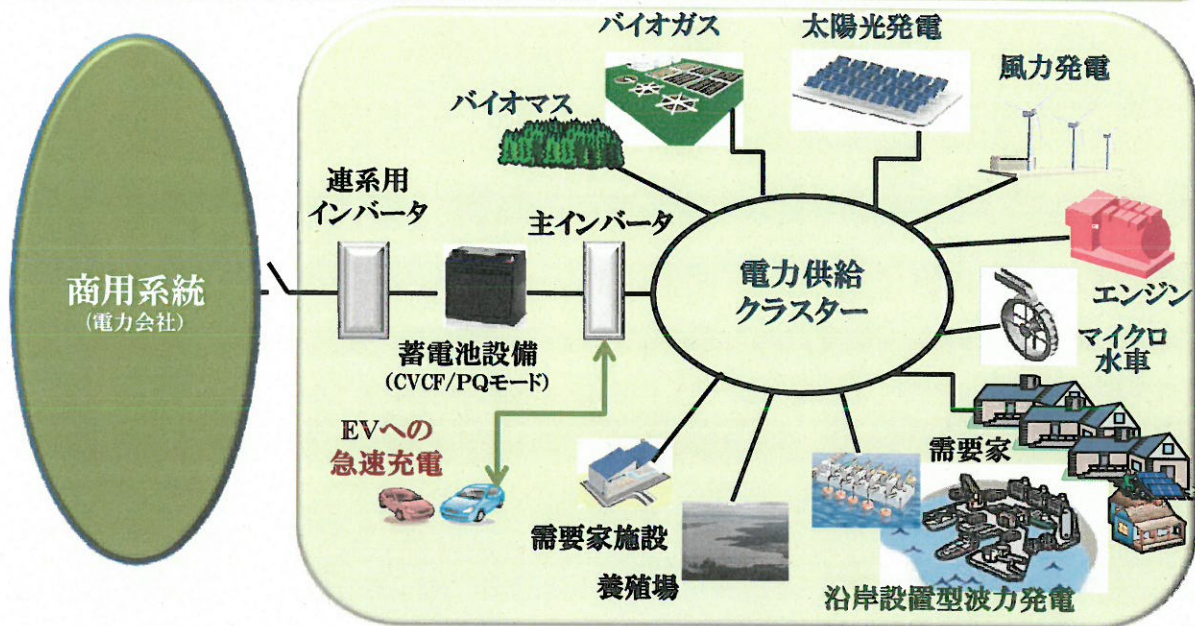 バイオガス
太陽光発電
風力発電
バイオマス
連系用
インバータ
主インバータ
商用系統
(電力会社)
電力供給
クラスター
エンジン
マイクロ
水車
蓄電池設備
(CVCF/PQモード)
EVへの
急速充電
需要家
需要家施設
養殖場
沿岸設置型波力発電